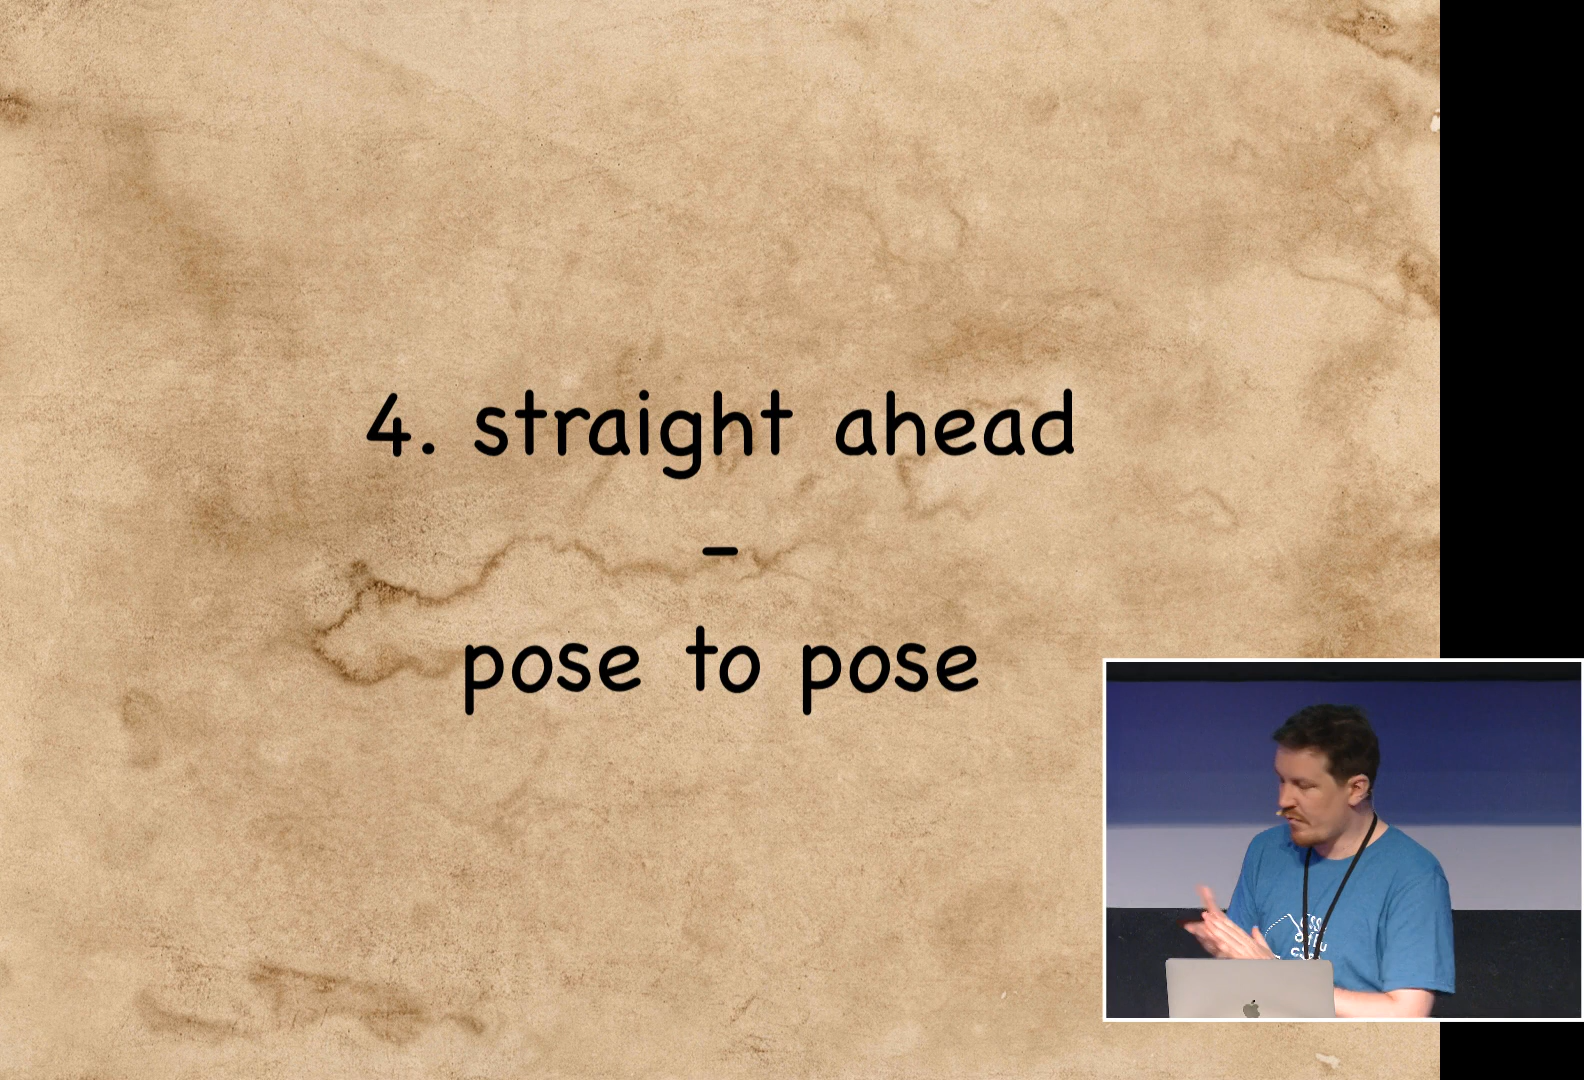 4. straight ahead
-
pose to pose